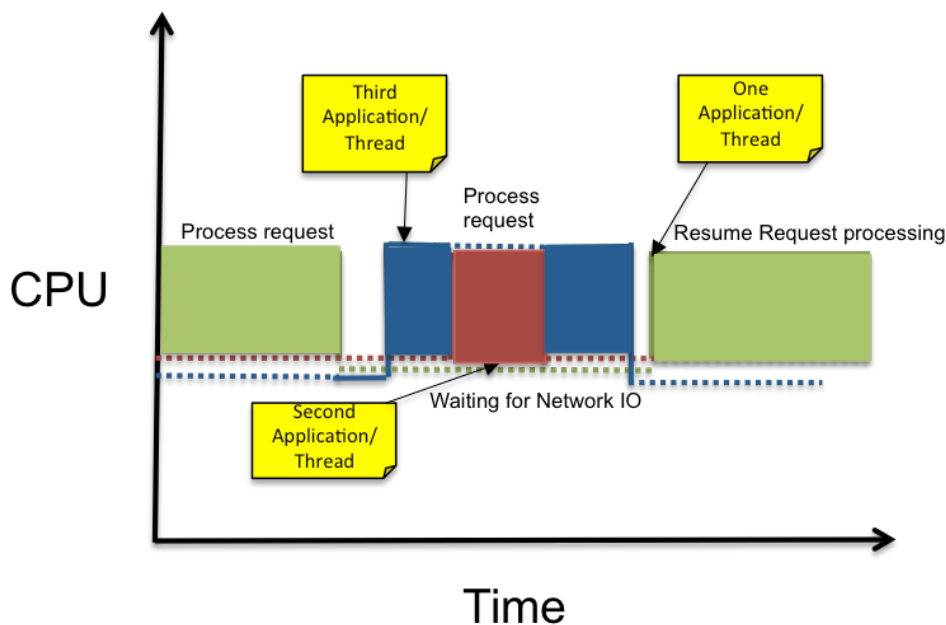 Third
Application/
Thread
One
Application/
Thread
Process
request
Process request
Resume Request processing
CPU
Waiting for Network IO
Second
Application/
Thread
Time